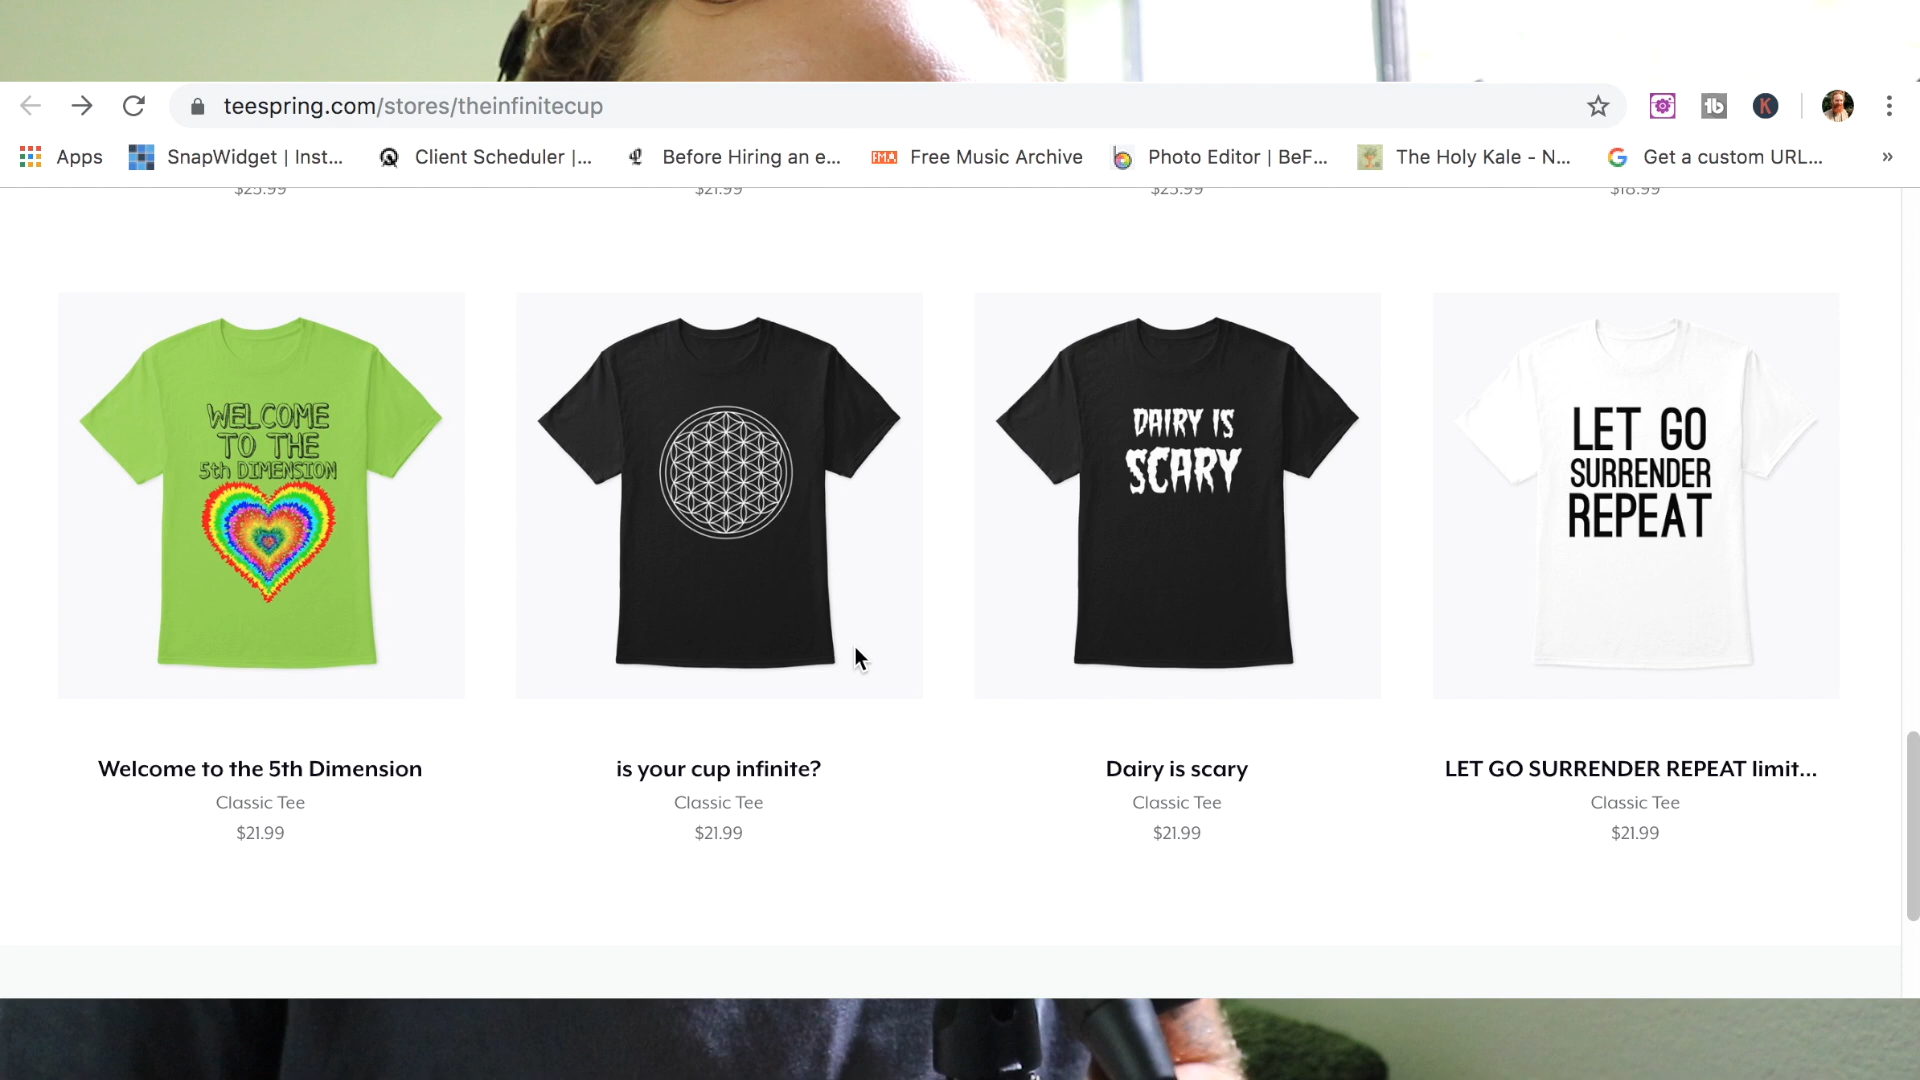 teespring.com/stores/theinfinitecup
Apps
SnapWidget | Inst...
Client Scheduler |...
Before Hiring an e...
FMA
Free Music Archive
Photo Editor | BeF...
The Holy Kale - N...
Get a custom URL...
»
$21.99
WELCOME
TO THE
5th DIMENSION
DAIRY IS
SCARY
LET GO
SURRENDER
REPEAT
Welcome to the 5th Dimension
is your cup infinite?
Dairy is scary
LET GO SURRENDER REPEAT limit...
Classic Tee
Classic Tee
Classic Tee
Classic Tee
$21.99
$21.99
$21.99
$21.99